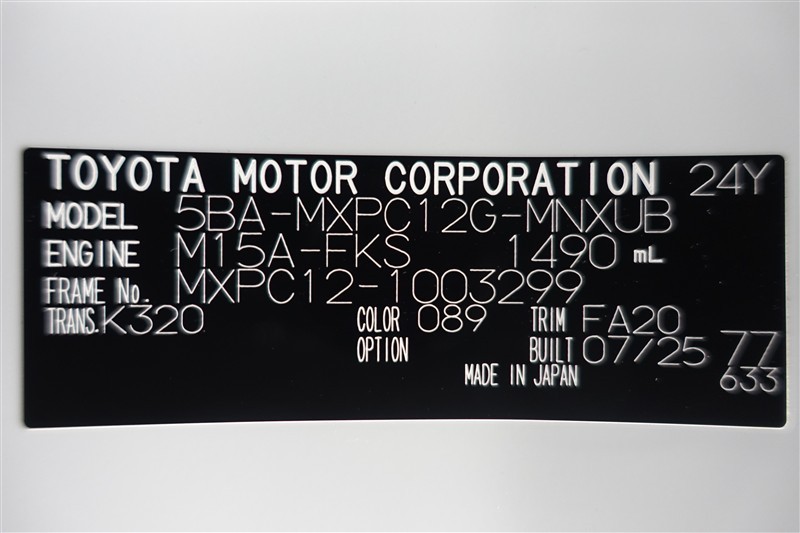 TOYOTA MOTOR CORPORATION 24Y
MODEL 5BA-MXPC12G-MNXUB
ENGINE M15A-FKS 1490 mL
FRAME No. MXPC12-1003299
TRANS. K320 COLOR 089 TRIM FA20
OPTION BUILT 07/25 77
MADE IN JAPAN 633